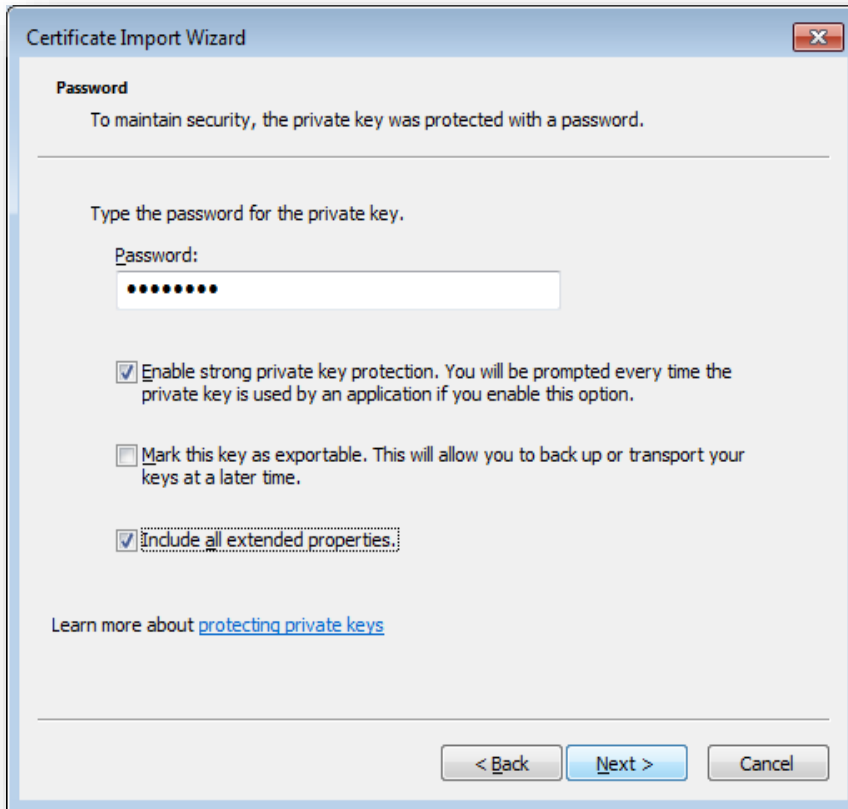 Certificate Import Wizard
Password
To maintain security, the private key was protected with a password.
Type the password for the private key.
Password:
••••••••
Enable strong private key protection. You will be prompted every time the
private key is used by an application if you enable this option.
Mark this key as exportable. This will allow you to back up or transport your
keys at a later time.
Include all extended properties.
Learn more about protecting private keys
< Back Next > Cancel